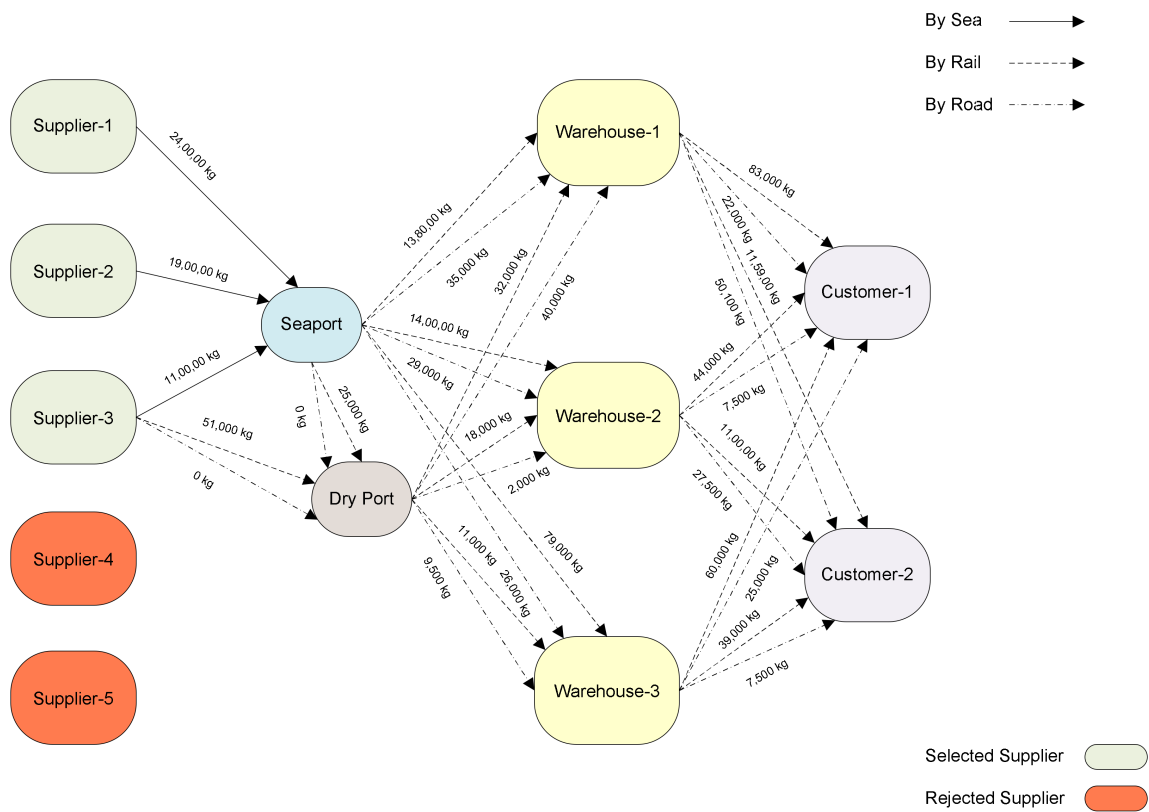 By Sea
By Rail
By Road
Supplier-1
Supplier-2
Supplier-3
Supplier-4
Supplier-5
24,00,00 kg
19,00,00 kg
11,00,00 kg
51,000 kg
0 kg
Seaport
0 kg
25,000 kg
Dry Port
13,80,00 kg
35,000 kg
32,000 kg
40,000 kg
14,00,00 kg
29,000 kg
18,000 kg
2,000 kg
11,000 kg
9,500 kg
26,000 kg
79,000 kg
Warehouse-1
Warehouse-2
Warehouse-3
83,000 kg
22,000 kg
11,59,00 kg
50,100 kg
44,000 kg
7,500 kg
11,00,00 kg
27,500 kg
60,000 kg
25,000 kg
39,000 kg
7,500 kg
Customer-1
Customer-2
Selected Supplier
Rejected Supplier